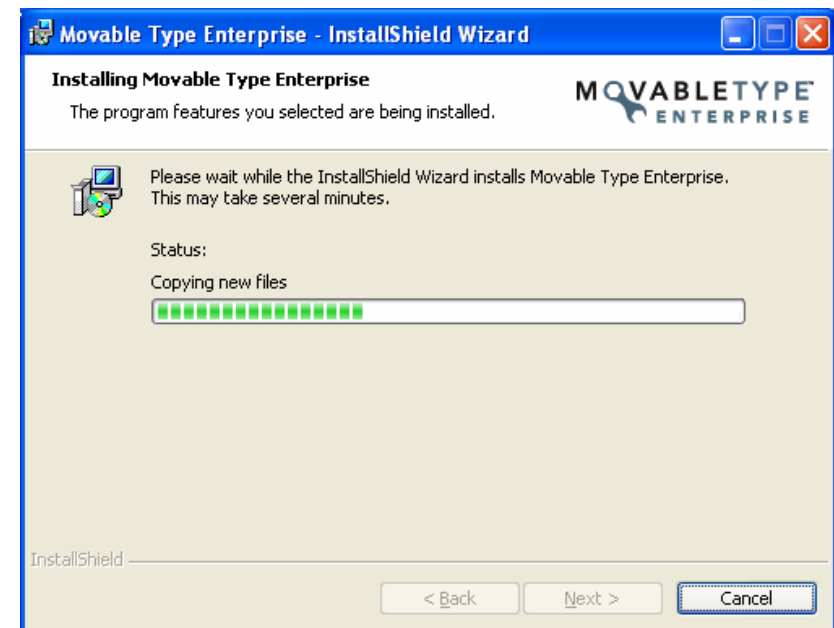 Movable Type Enterprise - InstallShield Wizard
Installing Movable Type Enterprise
The program features you selected are being installed.
MOVABLETYPE
ENTERPRISE
Please wait while the InstallShield Wizard installs Movable Type Enterprise.
This may take several minutes.
Status:
Copying new files
InstallShield
< Back
Next >
Cancel